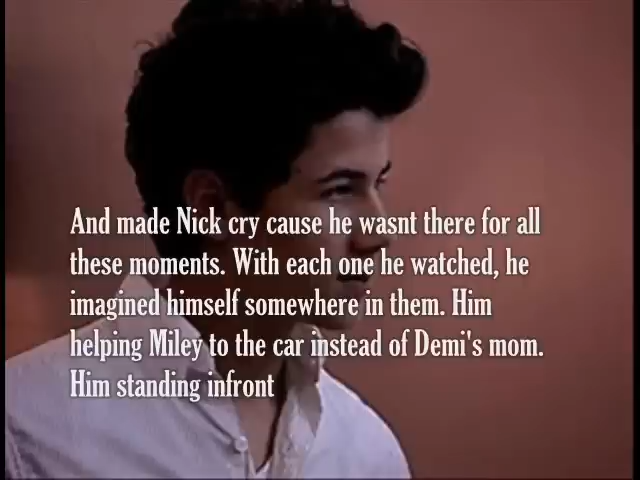 And made Nick cry cause he wasnt there for all
these moments. With each one he watched, he
imagined himself somewhere in them. Him
helping Miley to the car instead of Demi's mom.
Him standing infront